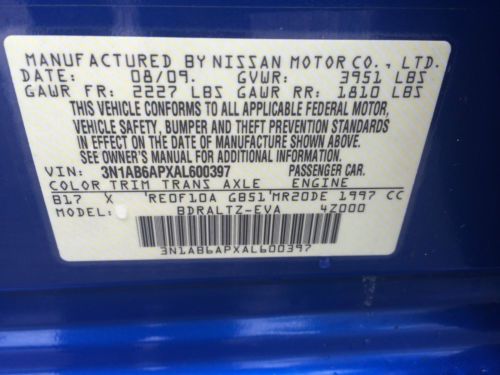 MANUFACTURED BY NISSAN MOTOR CO., LTD.
DATE: 08/09. GVWR: 3951 LBS
GAWR FR: 2227 LBS GAWR RR: 1810 LBS
THIS VEHICLE CONFORMS TO ALL APPLICABLE FEDERAL MOTOR,
VEHICLE SAFETY, BUMPER AND THEFT PREVENTION STANDARDS
IN EFFECT ON THE DATE OF MANUFACTURE SHOWN ABOVE.
SEE OWNER'S MANUAL FOR ADDITIONAL INFORMATION.
VIN: 3N1AB6APXAL600397 PASSENGER CAR.
COLOR TRIM TRANS AXLE ENGINE
B17 X 'RE0F10A GB51'MR20DE 1997 CC
MODEL: BDRALTZ-EVA 4Z000
3N1AB6APXAL600397